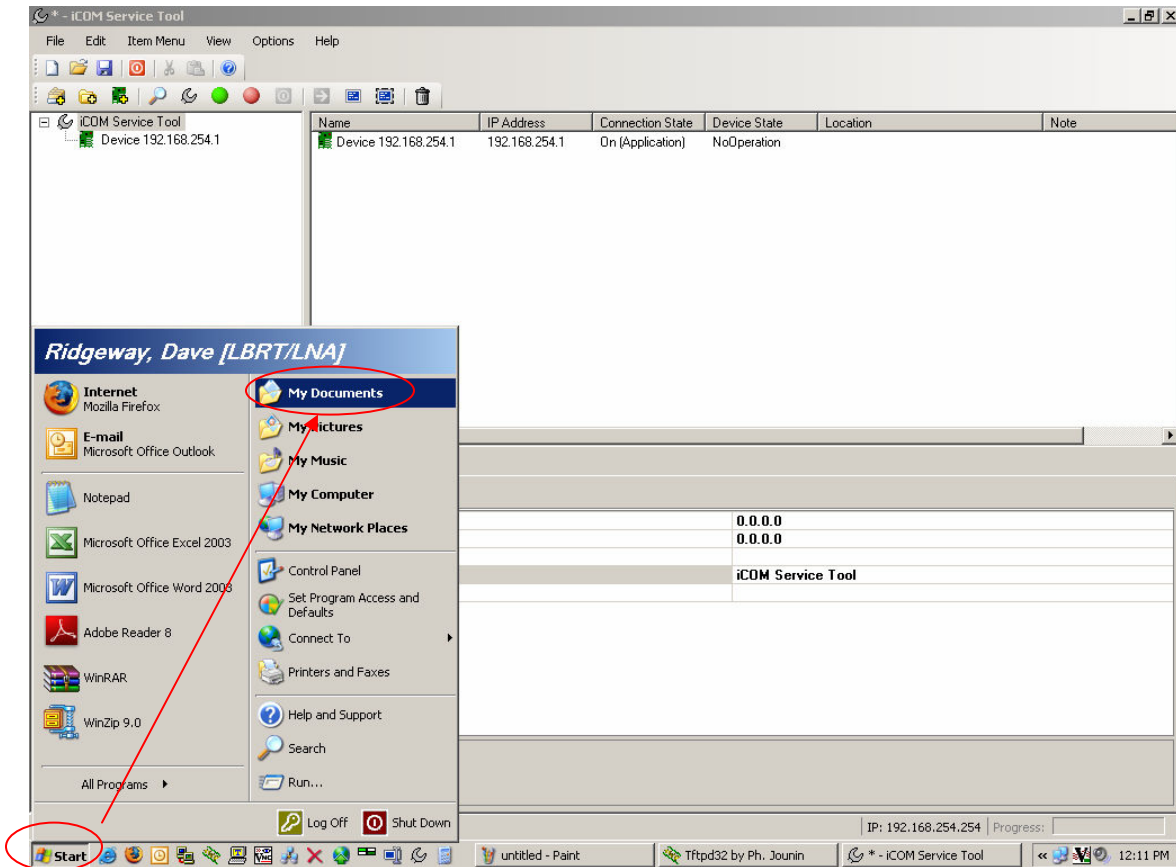 * - iCOM Service Tool
File Edit Item Menu View Options Help
iCOM Service Tool
Device 192.168.254.1
Name IP Address Connection State Device State Location Note
Device 192.168.254.1 192.168.254.1 On (Application) NoOperation
Ridgeway, Dave [LBRT/LNA]
Internet
Mozilla Firefox
E-mail
Microsoft Office Outlook
Notepad
Microsoft Office Excel 2003
Microsoft Office Word 2003
Adobe Reader 8
WinRAR
WinZip 9.0
All Programs
My Documents
My Pictures
My Music
My Computer
My Network Places
Control Panel
Set Program Access and
Defaults
Connect To
Printers and Faxes
Help and Support
Search
Run...
Log Off Shut Down
0.0.0.0
0.0.0.0
iCOM Service Tool
IP: 192.168.254.254 Progress:
Start untitled - Paint Tftpd32 by Ph. Jounin * - iCOM Service Tool « 12:11 PM